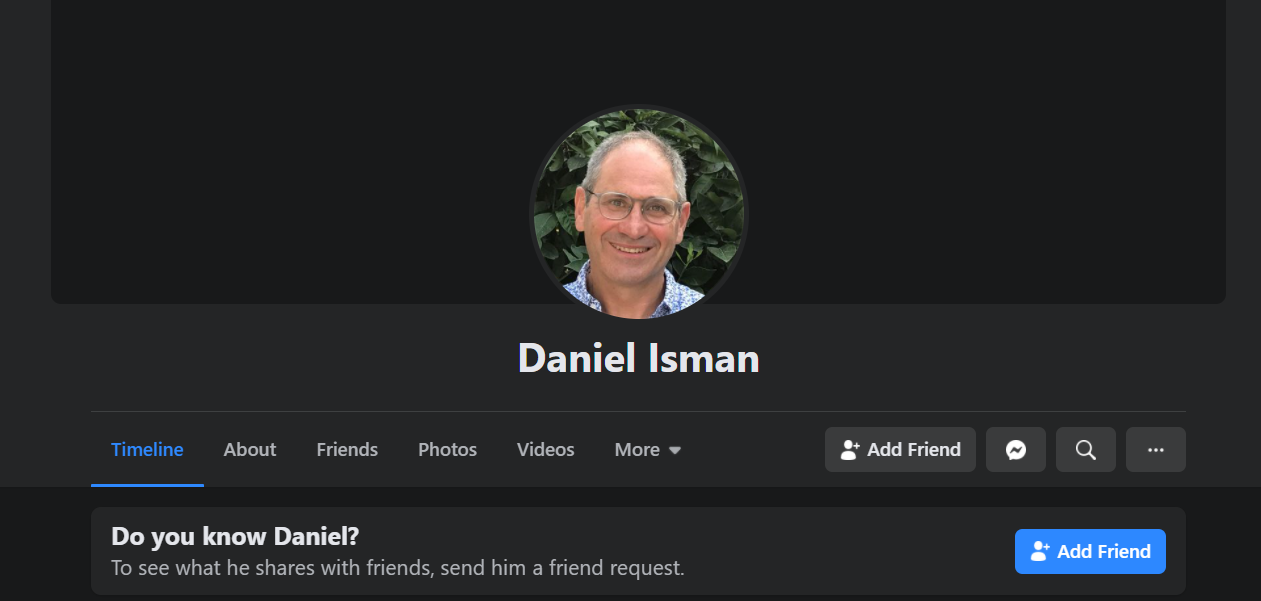 Daniel Isman
Timeline About Friends Photos Videos More Add Friend
Do you know Daniel?
To see what he shares with friends, send him a friend request.
Add Friend